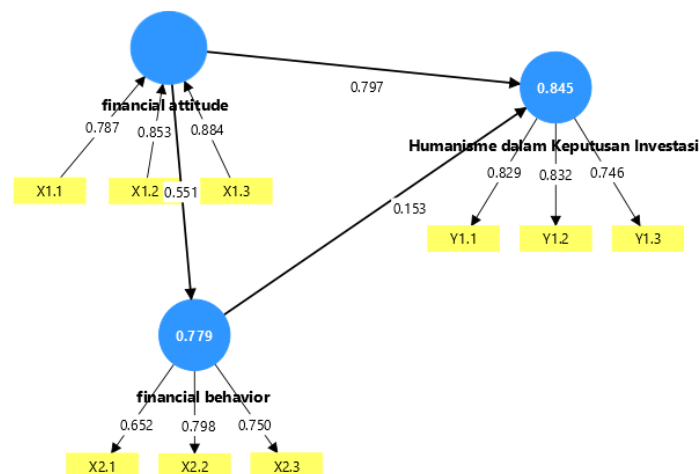 0.845
0.797
financial attitude
0.787
0.853
0.884
Humanisme dalam Keputusan Investasi
0.829
0.832
0.746
X1.1
X1.2
0.551
X1.3
0.153
Y1.1
Y1.2
Y1.3
0.779
financial behavior
0.652
0.798
0.750
X2.1
X2.2
X2.3